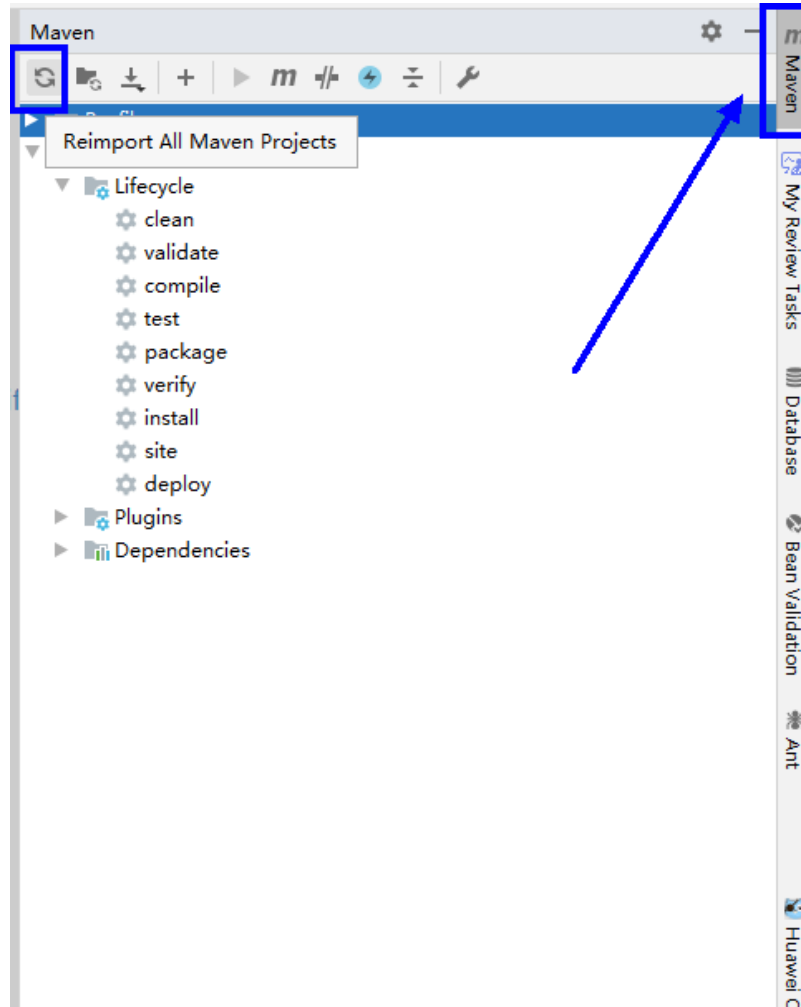 Maven
m
Reimport All Maven Projects
Lifecycle
clean
validate
compile
test
package
verify
install
site
deploy
Plugins
Dependencies
m
Maven
My Review Tasks
Database
Bean Validation
Ant
Huawei